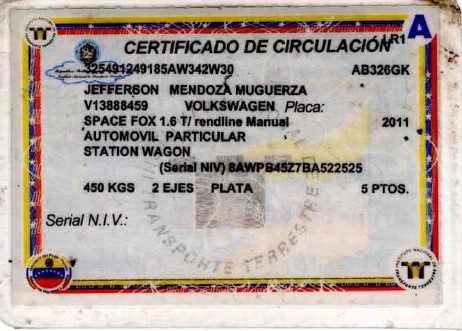 R1 A
CERTIFICADO DE CIRCULACIÓN
325491249185AW342W30 AB326GK
JEFFERSON MENDOZA MUGUERZA
V13888459 VOLKSWAGEN Placa:
SPACE FOX 1.6 T/ rendline Manual 2011
AUTOMOVIL PARTICULAR
STATION WAGON
(Serial NIV) 8AWPB45Z7BA522525
450 KGS 2 EJES PLATA 5 PTOS.
Serial N.I.V.:
TRANSPORTE TERRESTRE